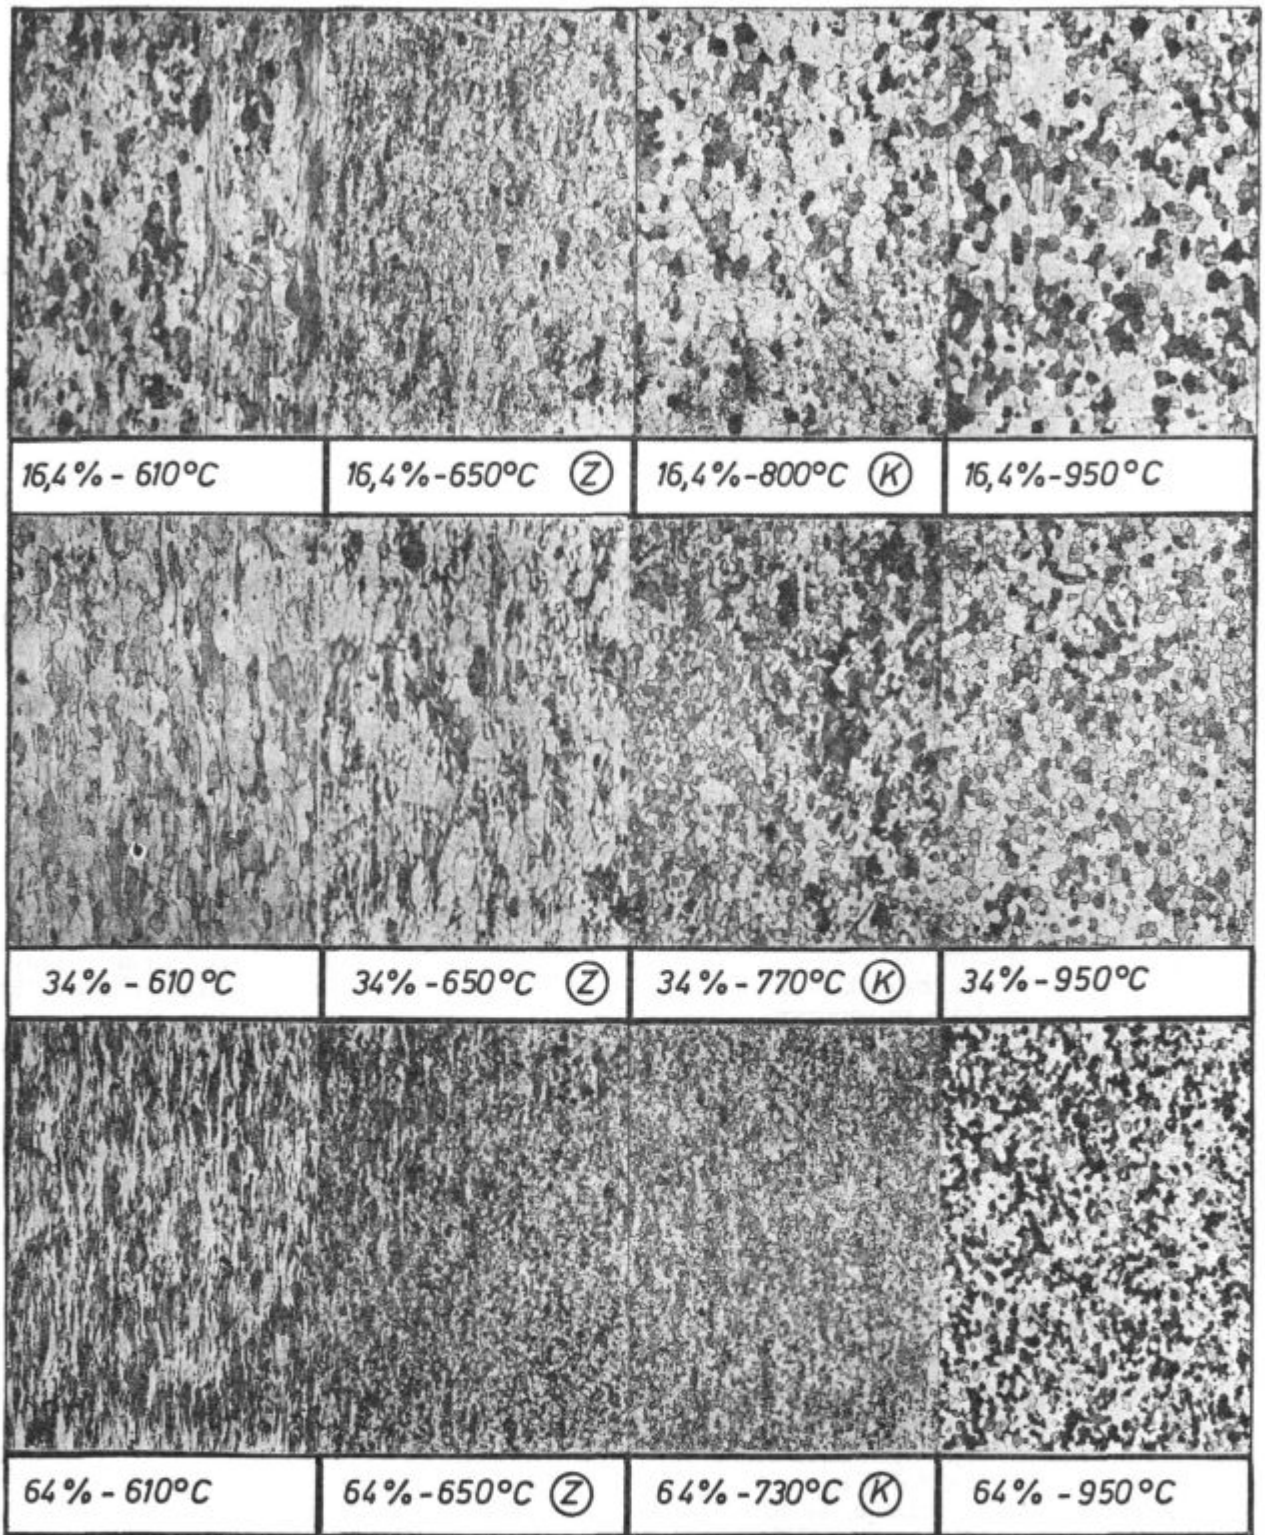 16,4% - 610°C
16,4%-650°C Z
16,4%-800°C K
16,4%-950°C
34% - 610°C
34% -650°C Z
34% -770°C K
34% -950°C
64% - 610°C
64% -650°C Z
64% -730°C K
64% -950°C